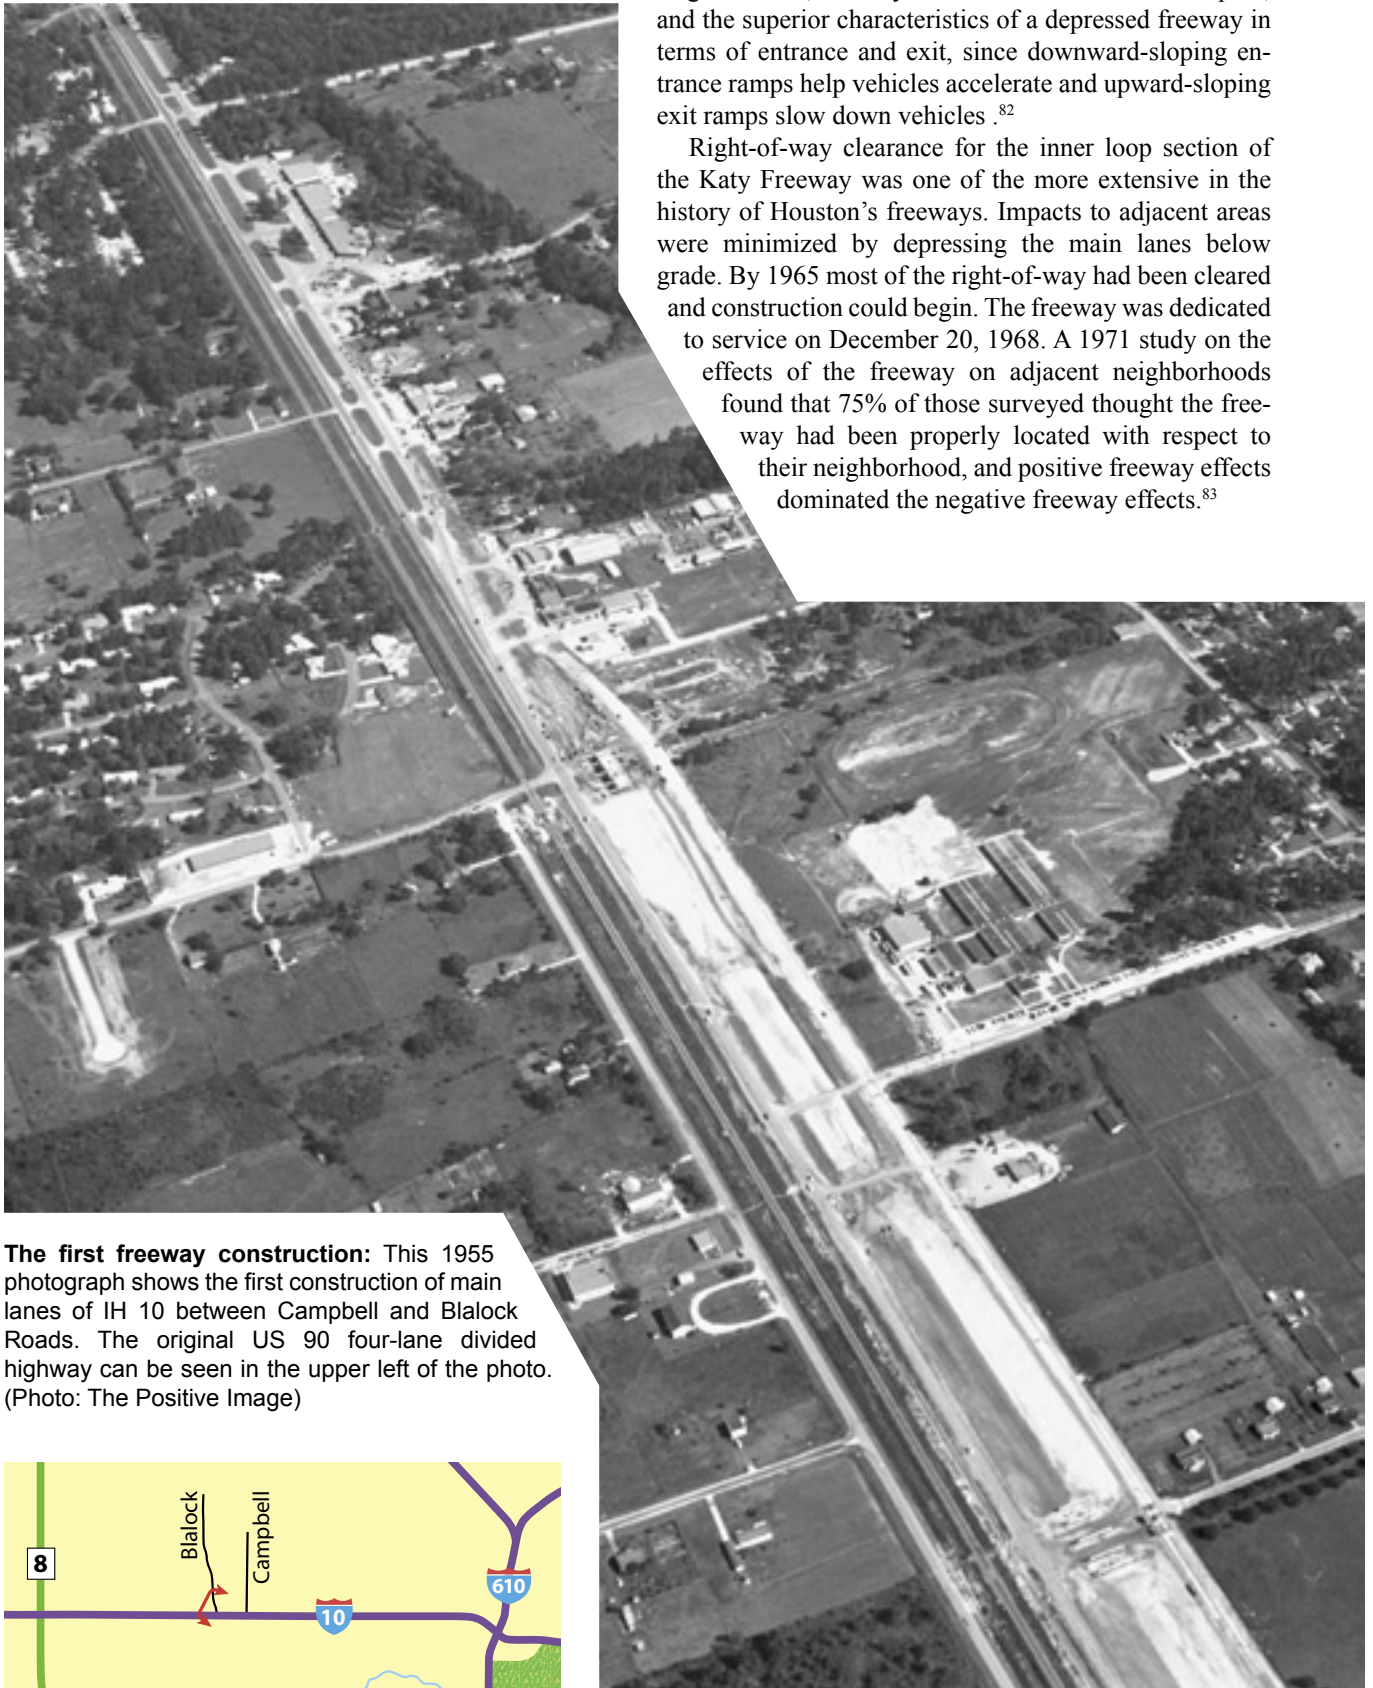 and the superior characteristics of a depressed freeway in
terms of entrance and exit, since downward-sloping en-
trance ramps help vehicles accelerate and upward-sloping
exit ramps slow down vehicles .82
Right-of-way clearance for the inner loop section of
the Katy Freeway was one of the more extensive in the
history of Houston’s freeways. Impacts to adjacent areas
were minimized by depressing the main lanes below
grade. By 1965 most of the right-of-way had been cleared
and construction could begin. The freeway was dedicated
to service on December 20, 1968. A 1971 study on the
effects of the freeway on adjacent neighborhoods
found that 75% of those surveyed thought the free-
way had been properly located with respect to
their neighborhood, and positive freeway effects
dominated the negative freeway effects.83
The first freeway construction: This 1955
photograph shows the first construction of main
lanes of IH 10 between Campbell and Blalock
Roads. The original US 90 four-lane divided
highway can be seen in the upper left of the photo.
(Photo: The Positive Image)
Blalock
Campbell
8
610
10